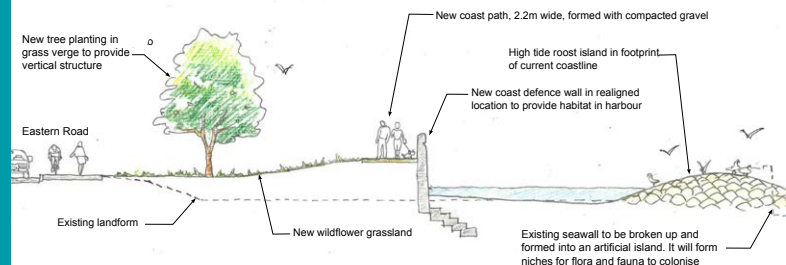 New coast path, 2.2m wide, formed with compacted gravel
New tree planting in
grass verge to provide
vertical structure
High tide roost island in footprint
of current coastline
New coast defence wall in realigned
location to provide habitat in harbour
Eastern Road
Existing landform
New wildflower grassland
Existing seawall to be broken up and
formed into an artificial island. It will form
niches for flora and fauna to colonise